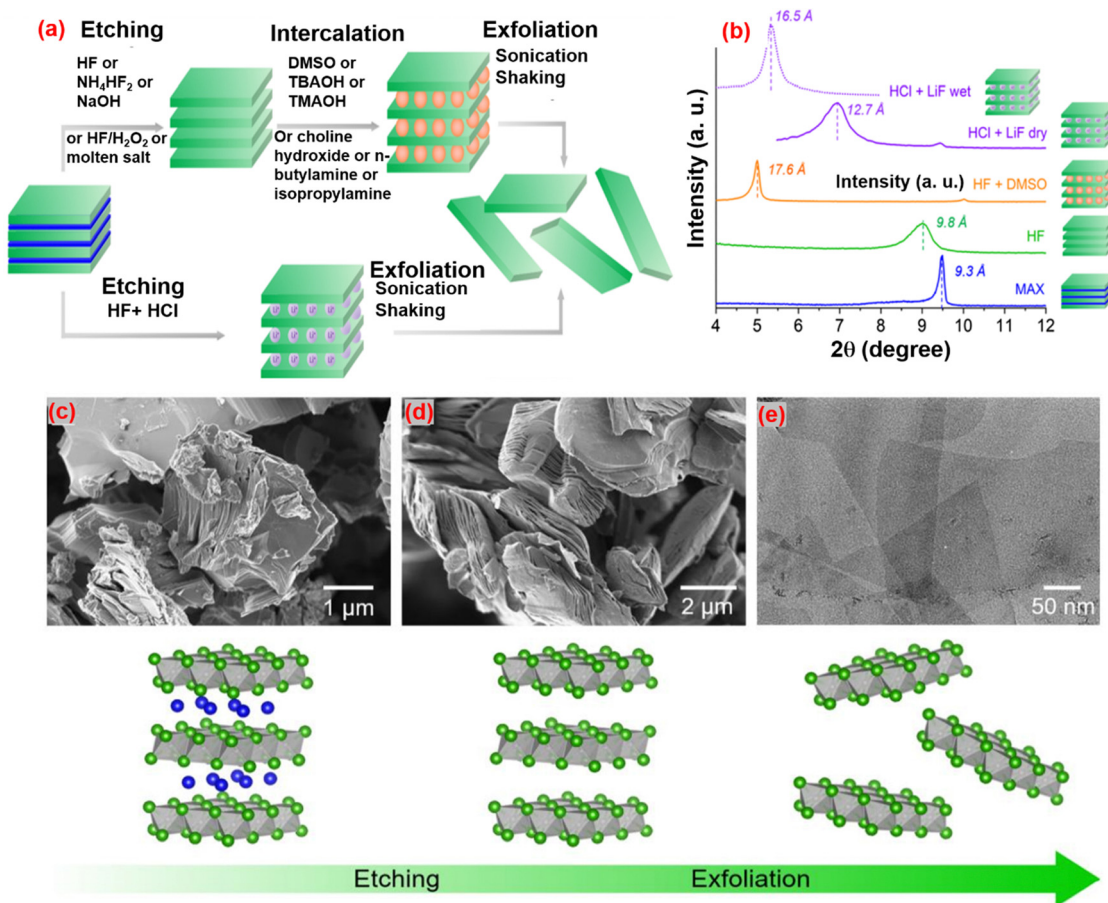 (a)
Etching
HF or
NH₄HF₂ or
NaOH
or HF/H₂O₂ or
molten salt
Intercalation
DMSO or
TBAOH or
TMAOH
Or choline
hydroxide or n-
butylamine or
isopropylamine
Exfoliation
Sonication
Shaking
Etching
HF+ HCl
Exfoliation
Sonication
Shaking
(b)
Intensity (a. u.)
16.5 Å
HCl + LiF wet
12.7 Å
HCl + LiF dry
17.6 Å
Intensity (a. u.)
HF + DMSO
9.8 Å
HF
9.3 Å
MAX
4 5 6 7 8 9 10 11 12
2θ (degree)
(c)
1 μm
(d)
2 μm
(e)
50 nm
Etching
Exfoliation